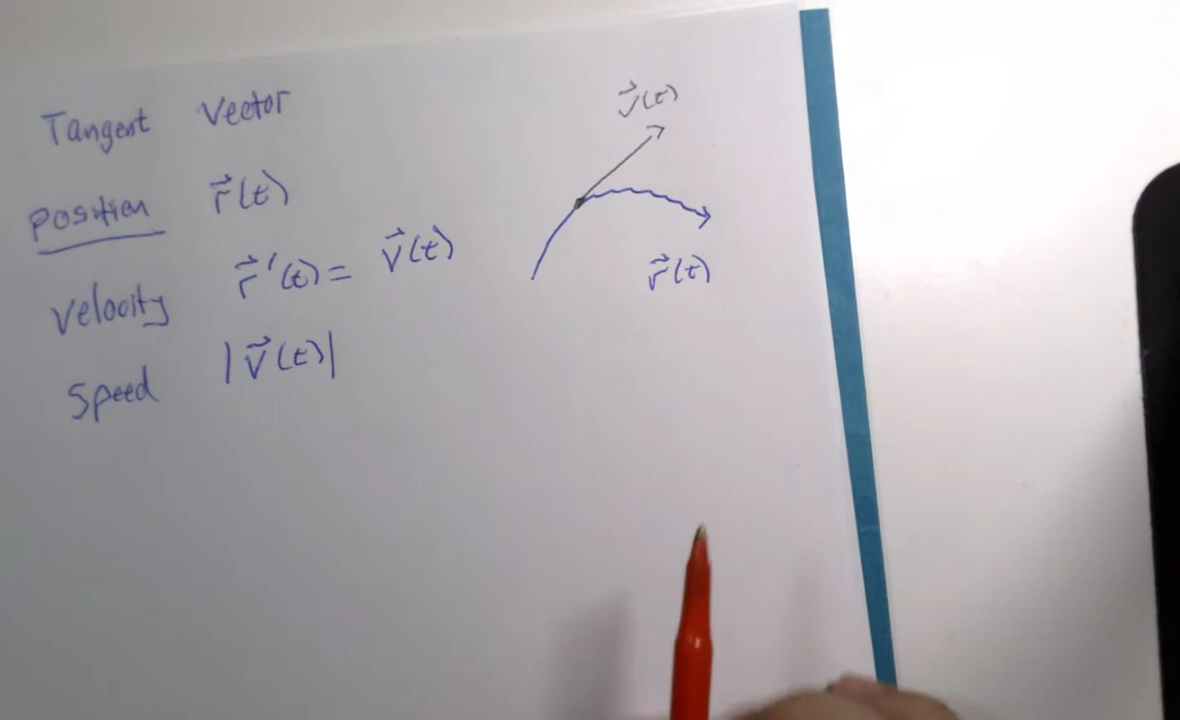 Tangent Vector
Position r⃗(t)
Velocity r⃗'(t) = v⃗(t)
Speed |v⃗(t)|
v⃗(t)
r⃗(t)